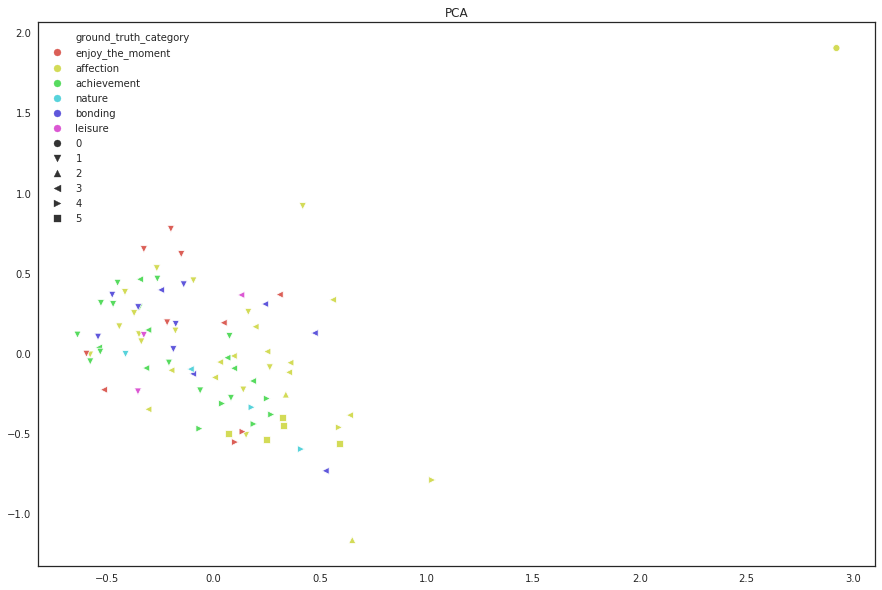 PCA
ground_truth_category
enjoy_the_moment
affection
achievement
nature
bonding
leisure
0
1
2
3
4
5
2.0
1.5
1.0
0.5
0.0
−0.5
−1.0
−0.5 0.0 0.5 1.0 1.5 2.0 2.5 3.0